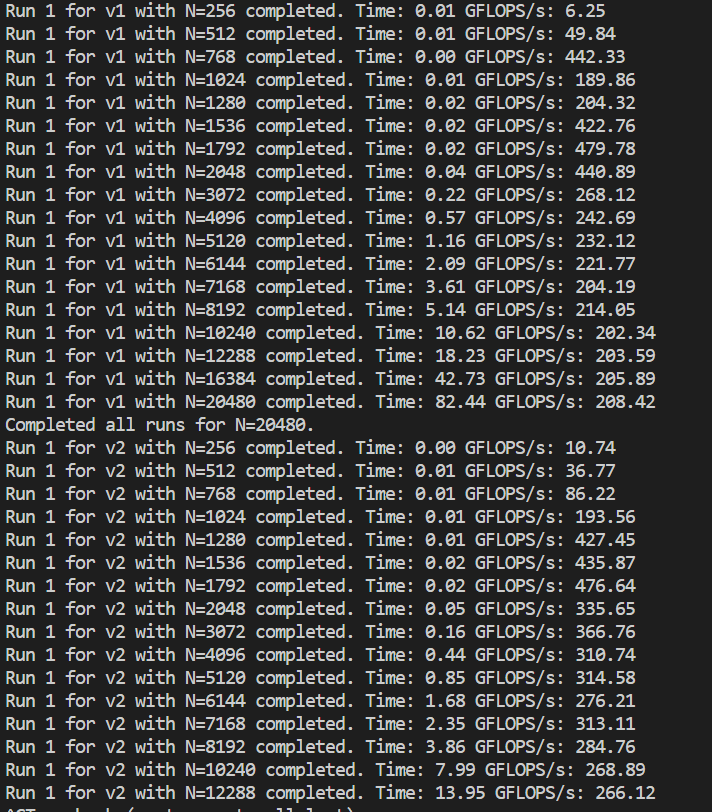 Run 1 for v1 with N=256 completed. Time: 0.01 GFLOPS/s: 6.25
Run 1 for v1 with N=512 completed. Time: 0.01 GFLOPS/s: 49.84
Run 1 for v1 with N=768 completed. Time: 0.00 GFLOPS/s: 442.33
Run 1 for v1 with N=1024 completed. Time: 0.01 GFLOPS/s: 189.86
Run 1 for v1 with N=1280 completed. Time: 0.02 GFLOPS/s: 204.32
Run 1 for v1 with N=1536 completed. Time: 0.02 GFLOPS/s: 422.76
Run 1 for v1 with N=1792 completed. Time: 0.02 GFLOPS/s: 479.78
Run 1 for v1 with N=2048 completed. Time: 0.04 GFLOPS/s: 440.89
Run 1 for v1 with N=3072 completed. Time: 0.22 GFLOPS/s: 268.12
Run 1 for v1 with N=4096 completed. Time: 0.57 GFLOPS/s: 242.69
Run 1 for v1 with N=5120 completed. Time: 1.16 GFLOPS/s: 232.12
Run 1 for v1 with N=6144 completed. Time: 2.09 GFLOPS/s: 221.77
Run 1 for v1 with N=7168 completed. Time: 3.61 GFLOPS/s: 204.19
Run 1 for v1 with N=8192 completed. Time: 5.14 GFLOPS/s: 214.05
Run 1 for v1 with N=10240 completed. Time: 10.62 GFLOPS/s: 202.34
Run 1 for v1 with N=12288 completed. Time: 18.23 GFLOPS/s: 203.59
Run 1 for v1 with N=16384 completed. Time: 42.73 GFLOPS/s: 205.89
Run 1 for v1 with N=20480 completed. Time: 82.44 GFLOPS/s: 208.42
Completed all runs for N=20480.
Run 1 for v2 with N=256 completed. Time: 0.00 GFLOPS/s: 10.74
Run 1 for v2 with N=512 completed. Time: 0.01 GFLOPS/s: 36.77
Run 1 for v2 with N=768 completed. Time: 0.01 GFLOPS/s: 86.22
Run 1 for v2 with N=1024 completed. Time: 0.01 GFLOPS/s: 193.56
Run 1 for v2 with N=1280 completed. Time: 0.01 GFLOPS/s: 427.45
Run 1 for v2 with N=1536 completed. Time: 0.02 GFLOPS/s: 435.87
Run 1 for v2 with N=1792 completed. Time: 0.02 GFLOPS/s: 476.64
Run 1 for v2 with N=2048 completed. Time: 0.05 GFLOPS/s: 335.65
Run 1 for v2 with N=3072 completed. Time: 0.16 GFLOPS/s: 366.76
Run 1 for v2 with N=4096 completed. Time: 0.44 GFLOPS/s: 310.74
Run 1 for v2 with N=5120 completed. Time: 0.85 GFLOPS/s: 314.58
Run 1 for v2 with N=6144 completed. Time: 1.68 GFLOPS/s: 276.21
Run 1 for v2 with N=7168 completed. Time: 2.35 GFLOPS/s: 313.11
Run 1 for v2 with N=8192 completed. Time: 3.86 GFLOPS/s: 284.76
Run 1 for v2 with N=10240 completed. Time: 7.99 GFLOPS/s: 268.89
Run 1 for v2 with N=12288 completed. Time: 13.95 GFLOPS/s: 266.12